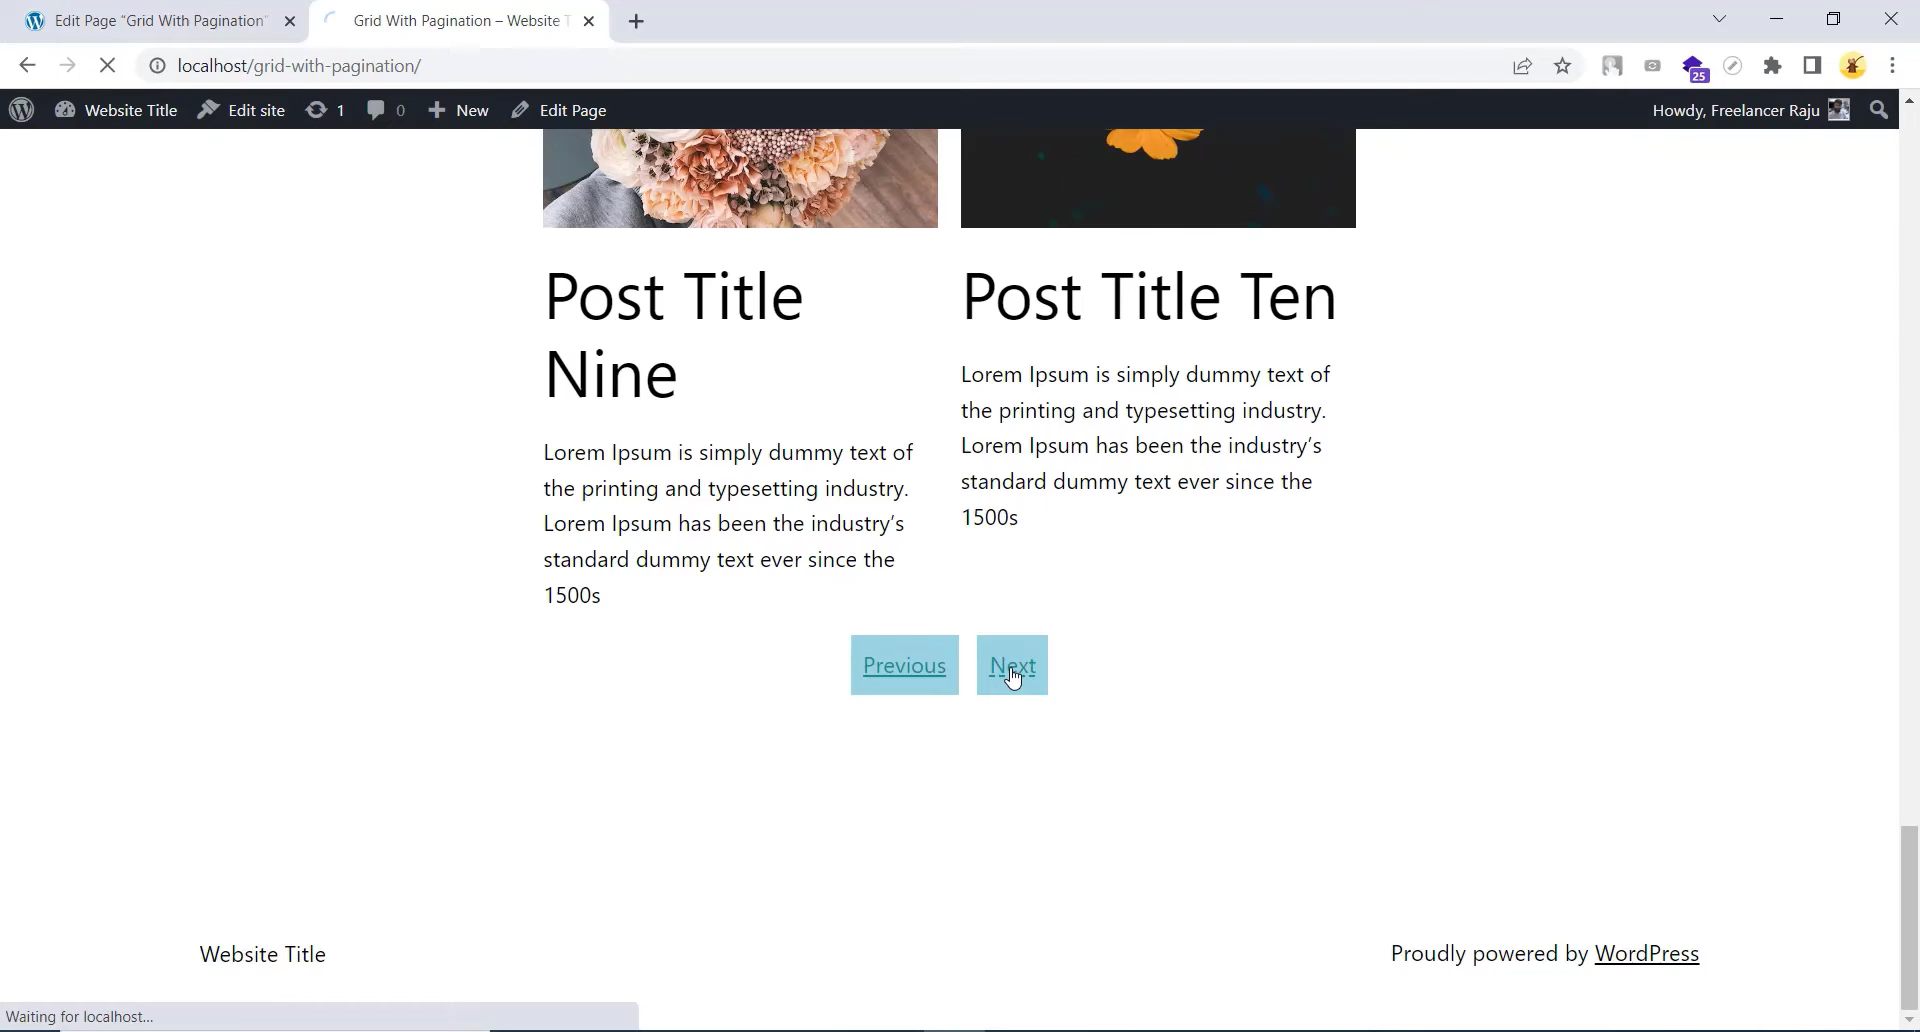 Edit Page “Grid With Pagination”
Grid With Pagination – Website T
localhost/grid-with-pagination/
25
Website Title
Edit site
1
0
New
Edit Page
Howdy, Freelancer Raju
Post Title
Nine
Lorem Ipsum is simply dummy text of
the printing and typesetting industry.
Lorem Ipsum has been the industry’s
standard dummy text ever since the
1500s
Post Title Ten
Lorem Ipsum is simply dummy text of
the printing and typesetting industry.
Lorem Ipsum has been the industry’s
standard dummy text ever since the
1500s
Previous
Next
Website Title
Proudly powered by WordPress
Waiting for localhost...